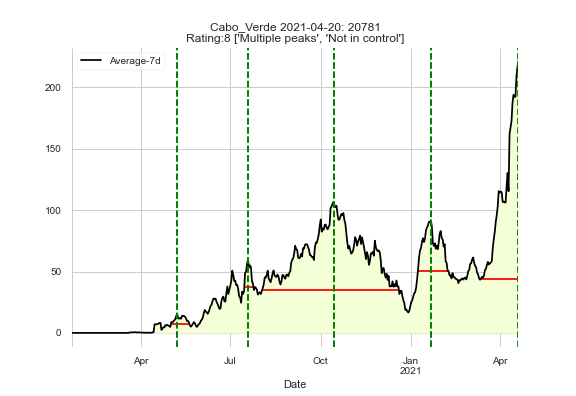 Cabo_Verde 2021-04-20: 20781
Rating:8 ['Multiple peaks', 'Not in control']
Average-7d
200
150
100
50
0
Apr
Jul
Oct
Jan
2021
Apr
Date